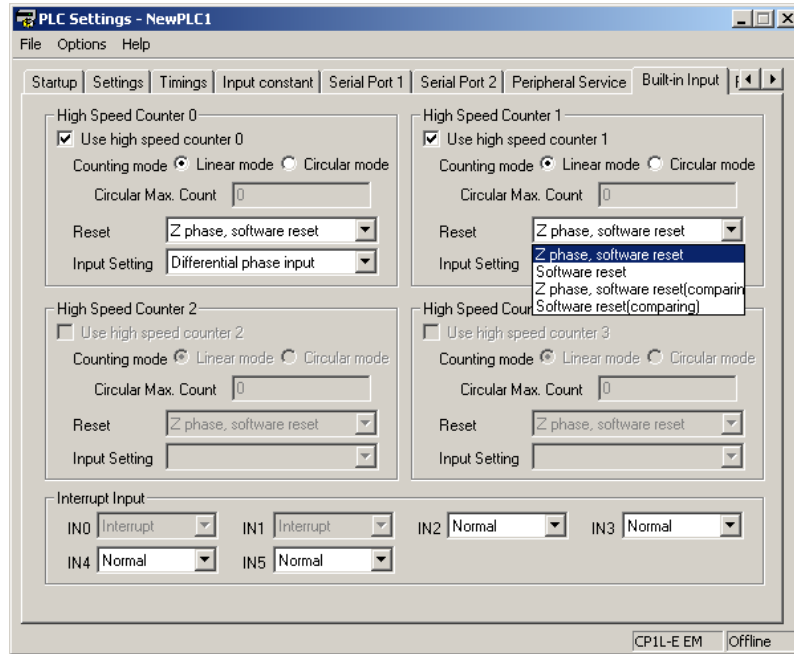 PLC Settings - NewPLC1
File Options Help
Startup Settings Timings Input constant Serial Port 1 Serial Port 2 Peripheral Service Built-in Input
High Speed Counter 0
Use high speed counter 0
Counting mode Linear mode Circular mode
Circular Max. Count 0
Reset Z phase, software reset
Input Setting Differential phase input
High Speed Counter 1
Use high speed counter 1
Counting mode Linear mode Circular mode
Circular Max. Count 0
Reset Z phase, software reset
Input Setting
Z phase, software reset
Software reset
Z phase, software reset(comparin
Software reset(comparing)
High Speed Counter 2
Use high speed counter 2
Counting mode Linear mode Circular mode
Circular Max. Count 0
Reset Z phase, software reset
Input Setting
High Speed Cour
Use high speed counter 3
Counting mode Linear mode Circular mode
Circular Max. Count 0
Reset Z phase, software reset
Input Setting
Interrupt Input
IN0 Interrupt IN1 Interrupt IN2 Normal IN3 Normal
IN4 Normal IN5 Normal
CP1L-E EM Offline